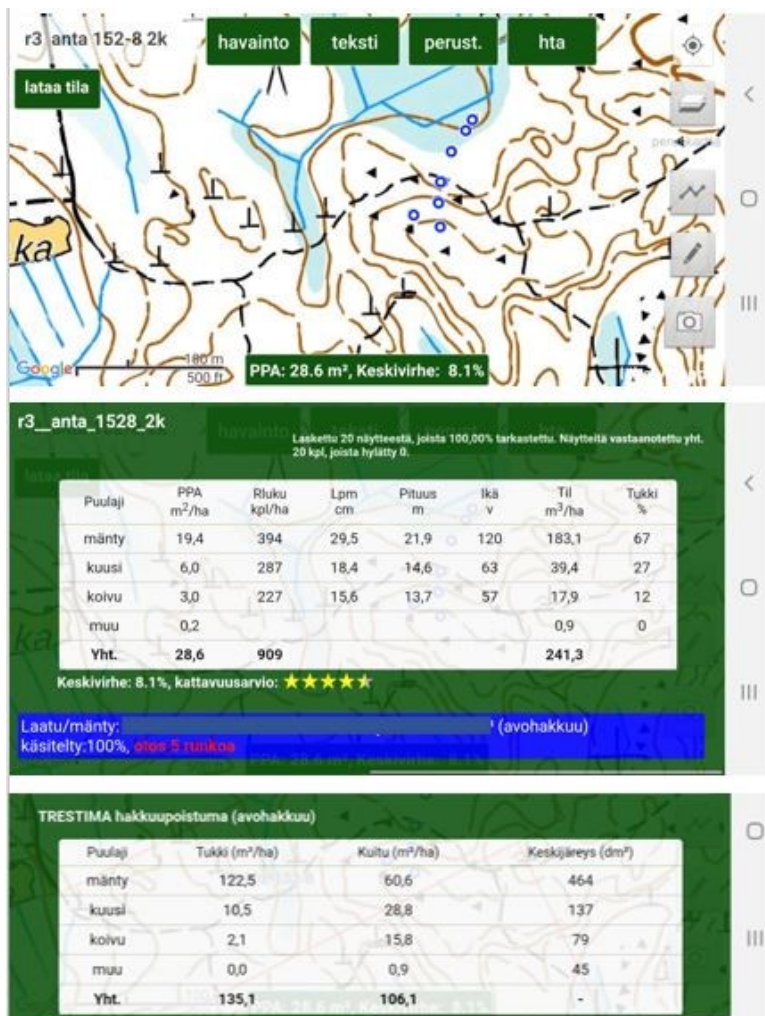 r3 anta 152-8 2k
havainto
teksti
perust.
hta
lataa tila
ka
Google
180 m
500 ft
PPA: 28.6 m², Keskivirhe: 8.1%
r3__anta_1528_2k
Laskettu 20 näytteestä, joista 100,00% tarkastettu. Näytteitä vastaanotettu yht.
20 kpl, joista hylätty 0.
Puulaji PPA m²/ha Rluku kpl/ha Lpm cm Pituus m Ikä v Til m³/ha Tukki %
mänty 19,4 394 29,5 21,9 120 183,1 67
kuusi 6,0 287 18,4 14,6 63 39,4 27
koivu 3,0 227 15,6 13,7 57 17,9 12
muu 0,2 0,9 0
Yht. 28,6 909 241,3
Keskivirhe: 8.1%, kattavuusarvio:
Laatu/mänty: (avohakkuu)
käsitelty:100%, otos 5 runkoa
TRESTIMA hakkuupoistuma (avohakkuu)
Puulaji Tukki (m³/ha) Kuitu (m³/ha) Keskijäreys (dm³)
mänty 122,5 60,6 464
kuusi 10,5 28,8 137
koivu 2,1 15,8 79
muu 0,0 0,9 45
Yht. 135,1 106,1 -